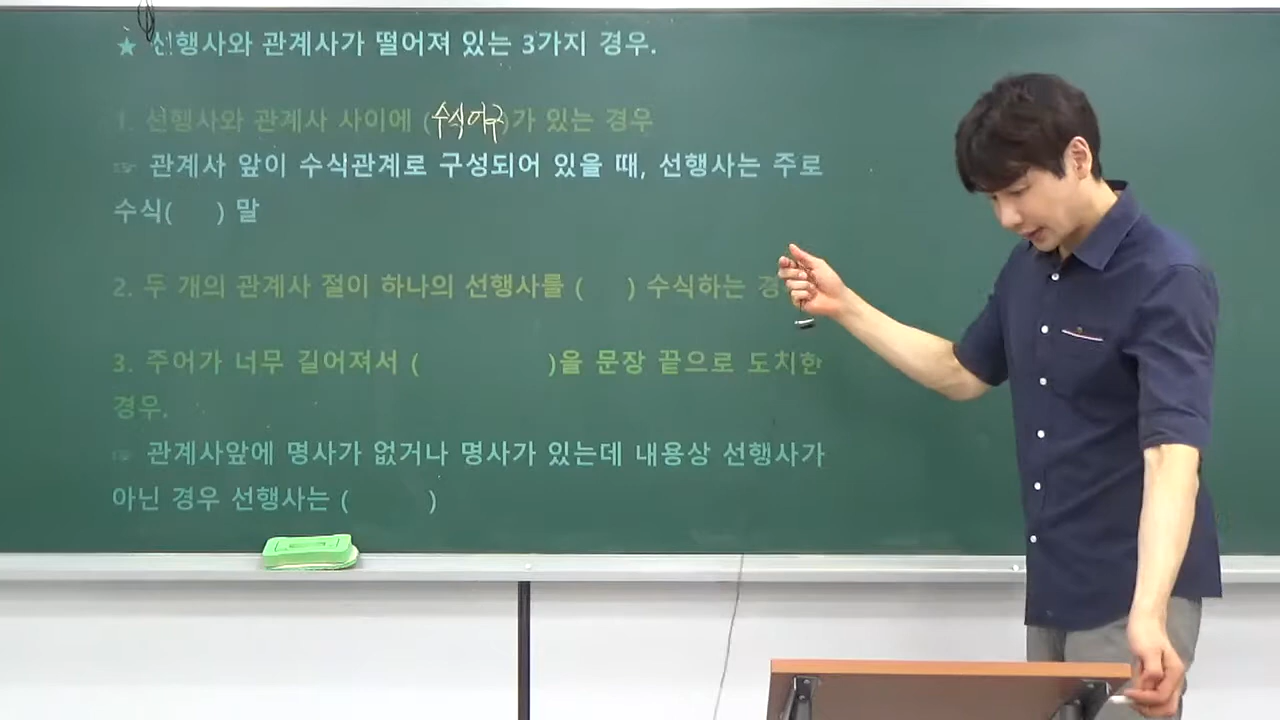 ★ 선행사와 관계사가 떨어져 있는 3가지 경우.
1. 선행사와 관계사 사이에 (수식어구)가 있는 경우
☞ 관계사 앞이 수식관계로 구성되어 있을 때, 선행사는 주로
수식( ) 말
2. 두 개의 관계사 절이 하나의 선행사를 ( ) 수식하는
3. 주어가 너무 길어져서 ( )을 문장 끝으로 도치한
경우.
☞ 관계사앞에 명사가 없거나 명사가 있는데 내용상 선행사가
아닌 경우 선행사는 ( )